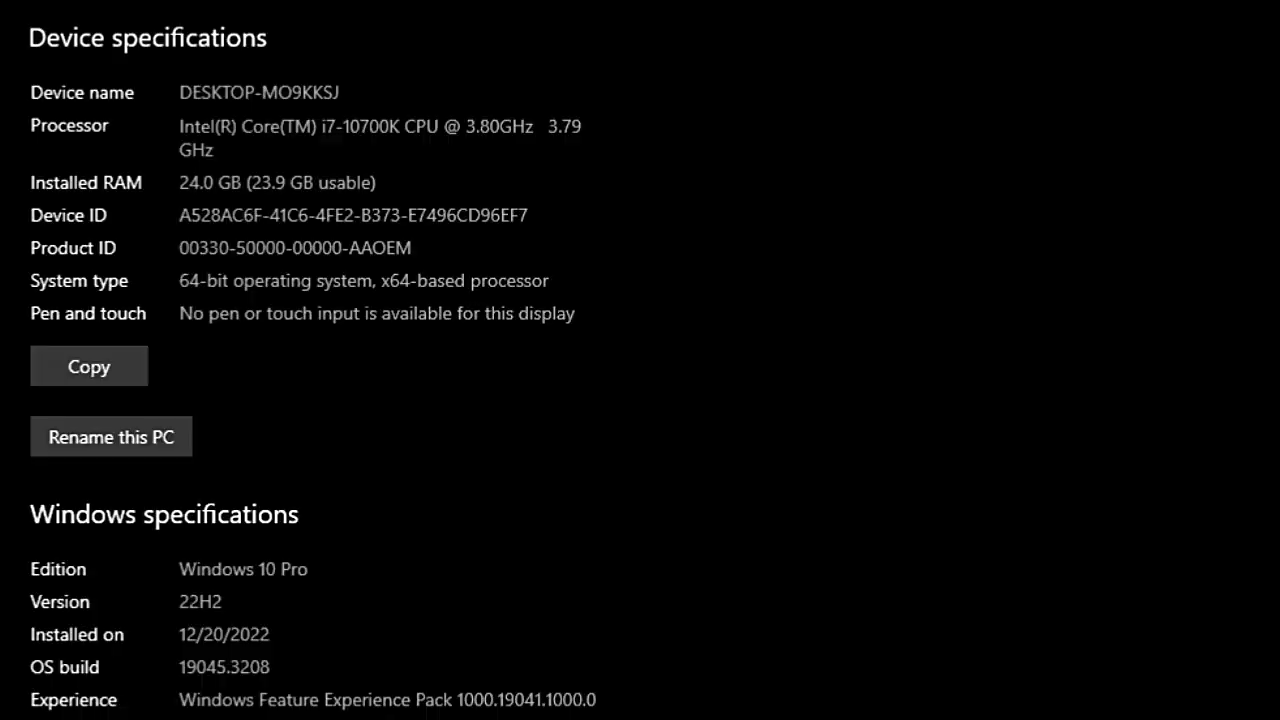 Device specifications
Device name DESKTOP-MO9KKSJ
Processor Intel(R) Core(TM) i7-10700K CPU @ 3.80GHz 3.79
GHz
Installed RAM 24.0 GB (23.9 GB usable)
Device ID A528AC6F-41C6-4FE2-B373-E7496CD96EF7
Product ID 00330-50000-00000-AAOEM
System type 64-bit operating system, x64-based processor
Pen and touch No pen or touch input is available for this display
Copy
Rename this PC
Windows specifications
Edition Windows 10 Pro
Version 22H2
Installed on 12/20/2022
OS build 19045.3208
Experience Windows Feature Experience Pack 1000.19041.1000.0